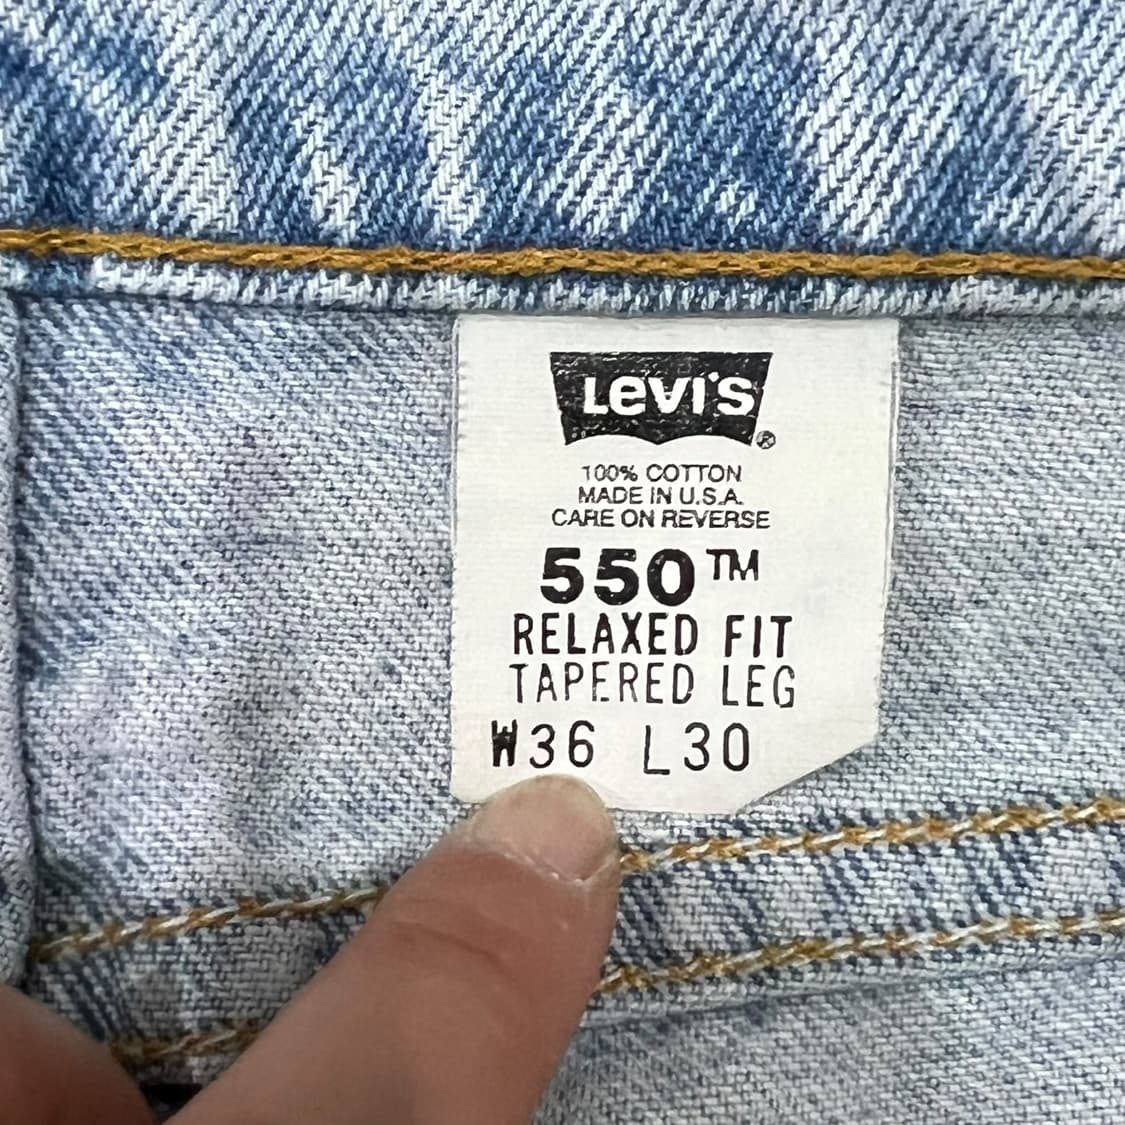 Levi's ®
100% COTTON
MADE IN U.S.A.
CARE ON REVERSE
550™
RELAXED FIT
TAPERED LEG
W36 L30